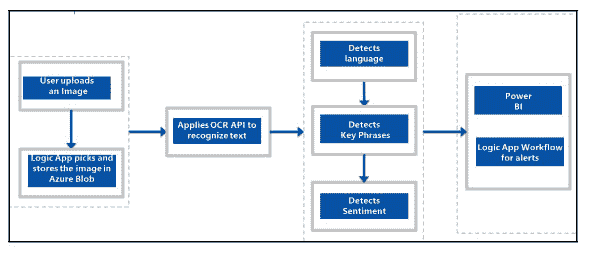 User uploads
an Image
Logic App picks and
stores the image in
Azure Blob
Applies OCR API to
recognize text
Detects
language
Detects
Key Phrases
Detects
Sentiment
Power
BI
Logic App Workflow
for alerts